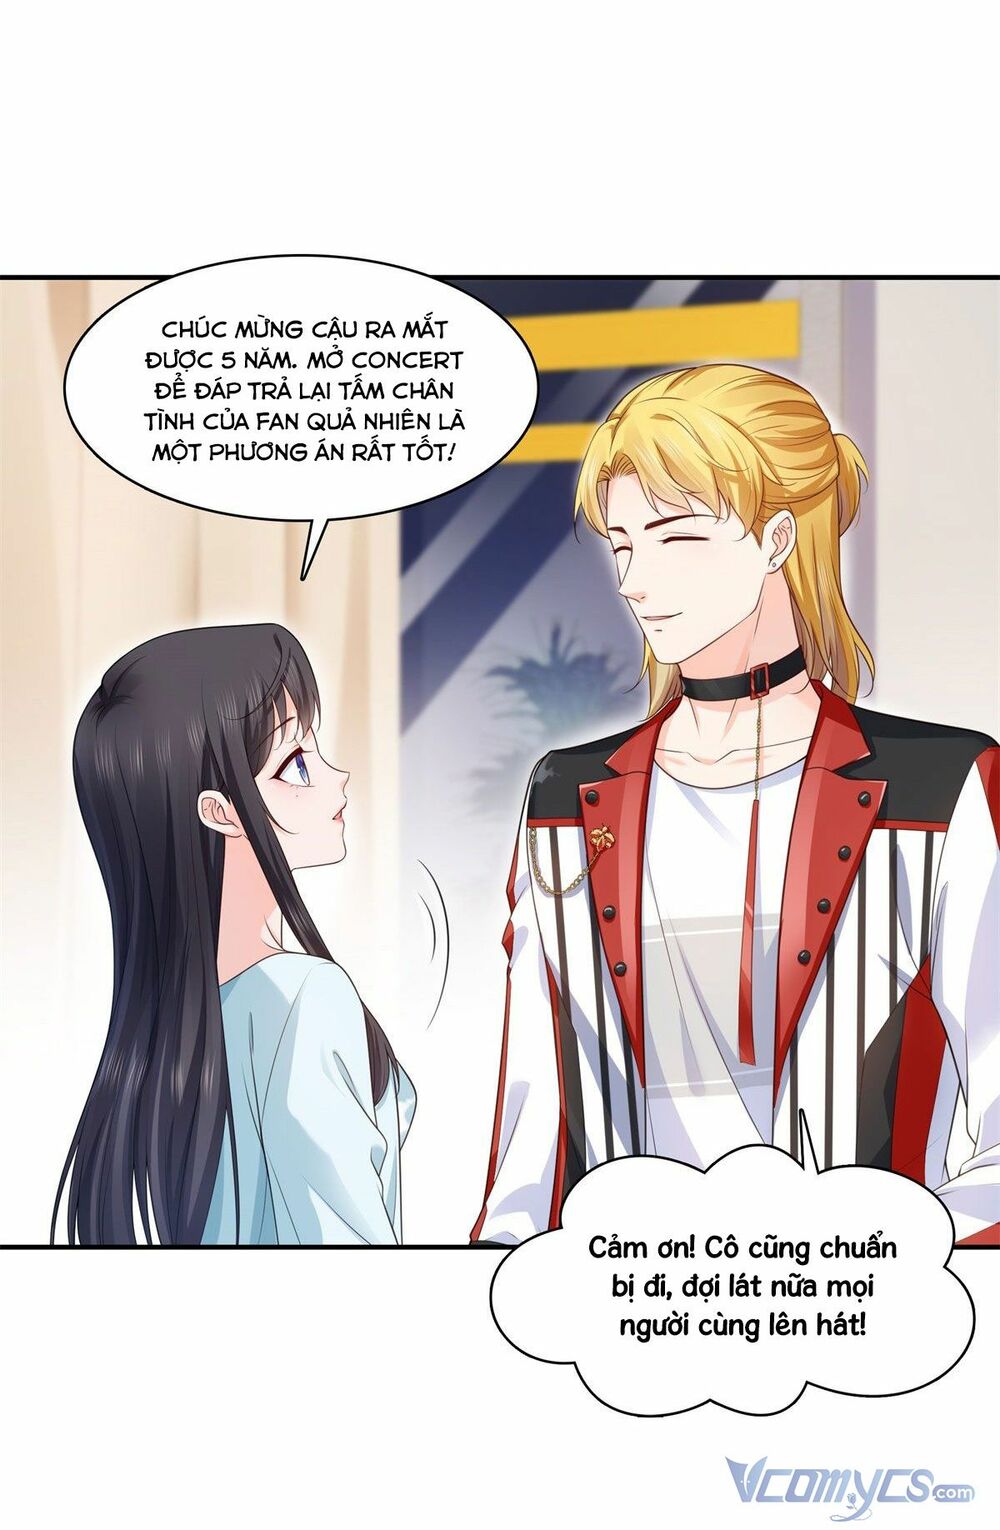 CHÚC MỪNG CẬU RA MẮT
ĐƯỢC 5 NĂM. MỞ CONCERT
ĐỂ ĐÁP TRẢ LẠI TẤM CHÂN
TÌNH CỦA FAN QUẢ NHIÊN LÀ
MỘT PHƯƠNG ÁN RẤT TỐT!
Cảm ơn! Cô cũng chuẩn
bị đi, đợi lát nữa mọi
người cùng lên hát!
VCOMYCS.com